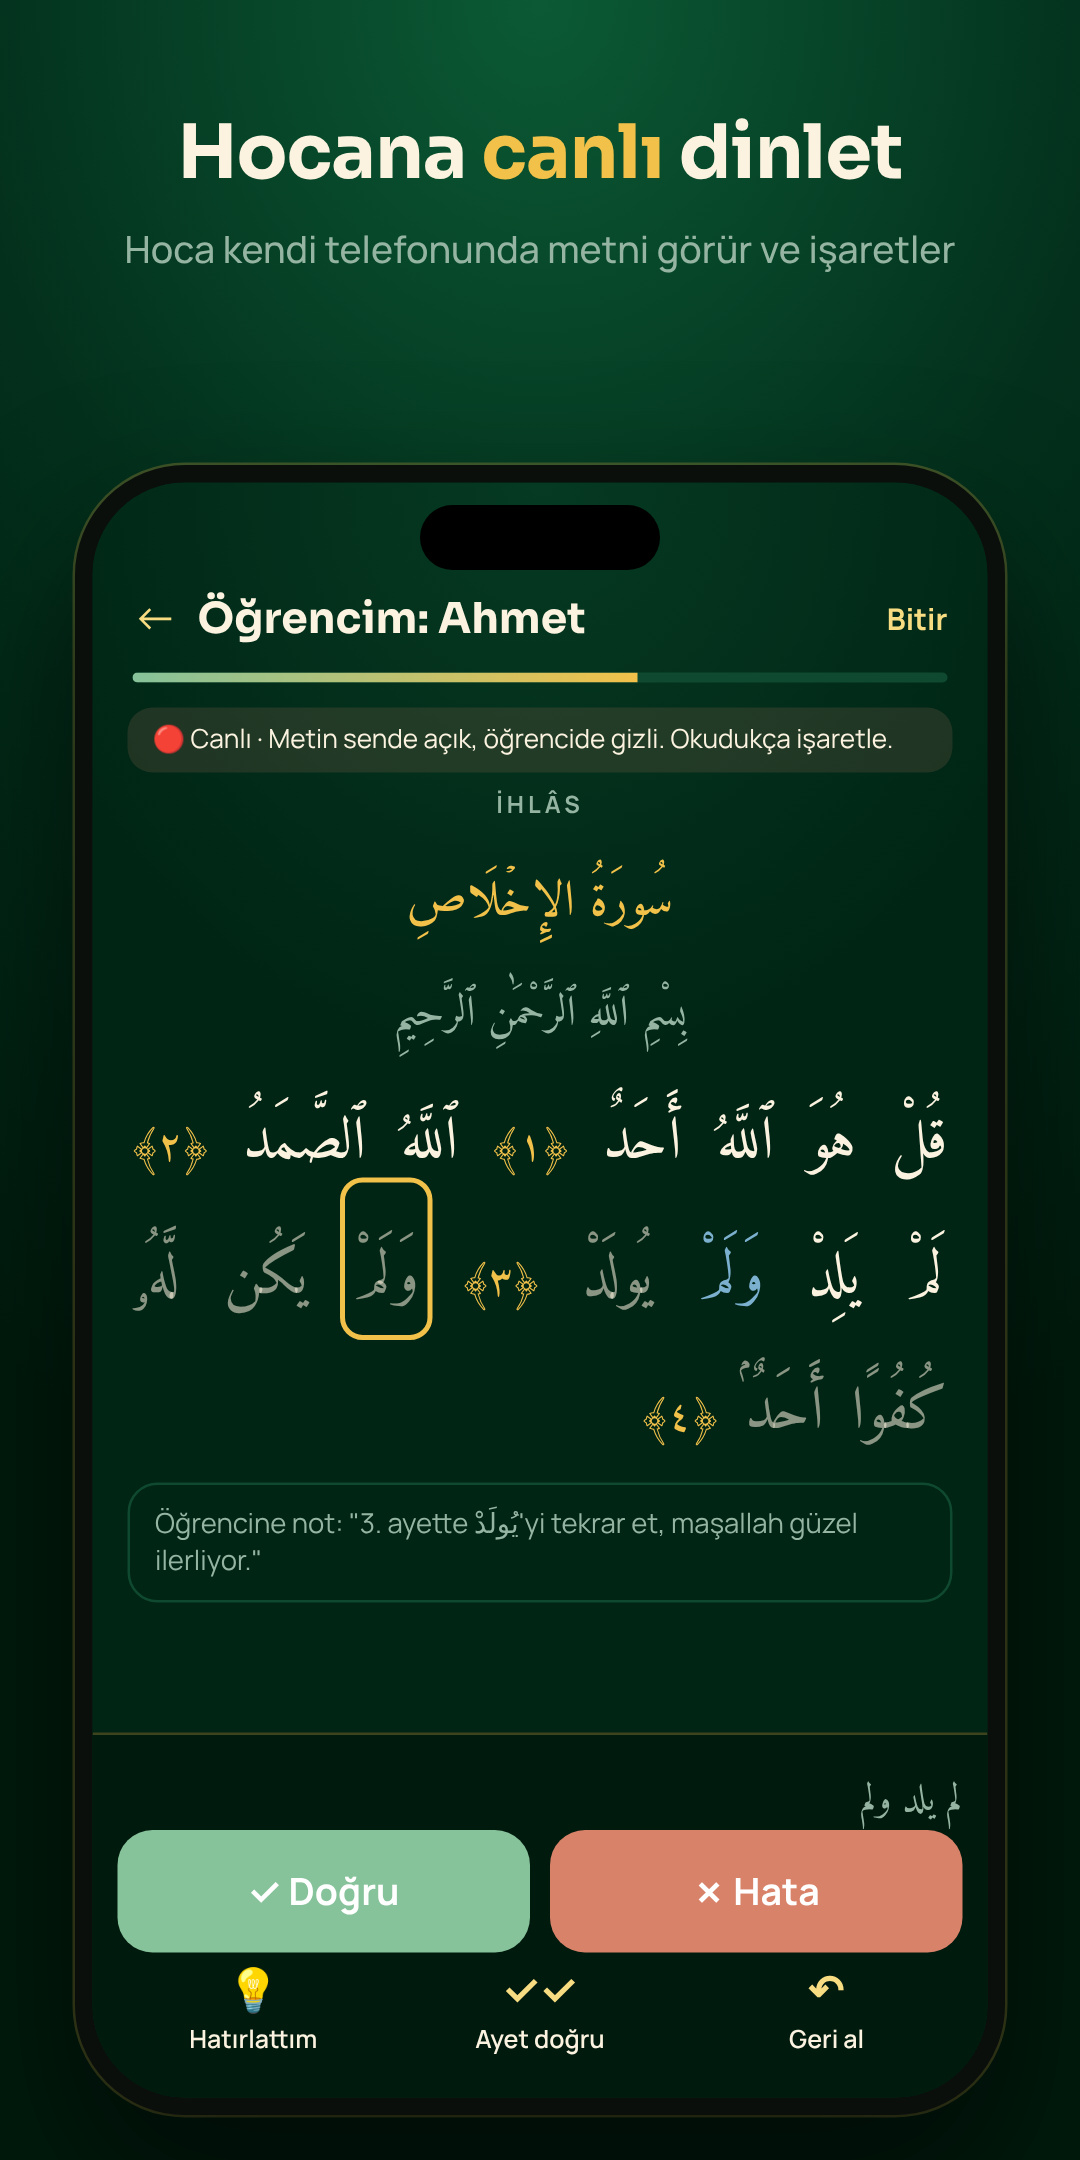 Hocana canlı dinlet
Hoca kendi telefonunda metni görür ve işaretler
← Öğrencim: Ahmet
Bitir
🔴 Canlı · Metin sende açık, öğrencide gizli. Okudukça işaretle.
İHLÂS
سُورَةُ الإِخْلَاصِ
بِسْمِ ٱللَّهِ ٱلرَّحْمَٰنِ ٱلرَّحِيمِ
قُلْ هُوَ ٱللَّهُ أَحَدٌ ﴿١﴾ ٱللَّهُ ٱلصَّمَدُ ﴿٢﴾
لَمْ يَلِدْ وَلَمْ يُولَدْ ﴿٣﴾ وَلَمْ يَكُن لَّهُۥ
كُفُوًا أَحَدٌۢ ﴿٤﴾
Öğrencine not: "3. ayette يُولَدْ'yi tekrar et, maşallah güzel
ilerliyor."
لم يلد ولم
✓ Doğru
✕ Hata
💡 Hatırlattım
✓✓ Ayet doğru
↶ Geri al